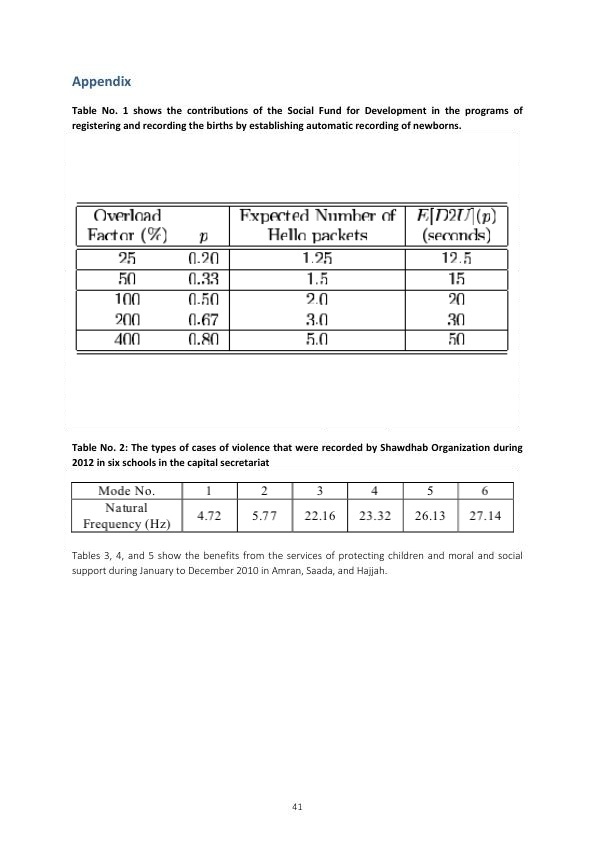 Appendix
Table No. 1 shows the contributions of the Social Fund for Development in the programs of
registering and recording the births by establishing automatic recording of newborns.
Overload Factor (%) p Expected Number of Hello packets E[D2U](p) (seconds)
25 0.20 1.25 12.5
50 0.33 1.5 15
100 0.50 2.0 20
200 0.67 3.0 30
400 0.80 5.0 50
Table No. 2: The types of cases of violence that were recorded by Shawdhab Organization during
2012 in six schools in the capital secretariat
Mode No. 1 2 3 4 5 6
Natural Frequency (Hz) 4.72 5.77 22.16 23.32 26.13 27.14
Tables 3, 4, and 5 show the benefits from the services of protecting children and moral and social
support during January to December 2010 in Amran, Saada, and Hajjah.
41